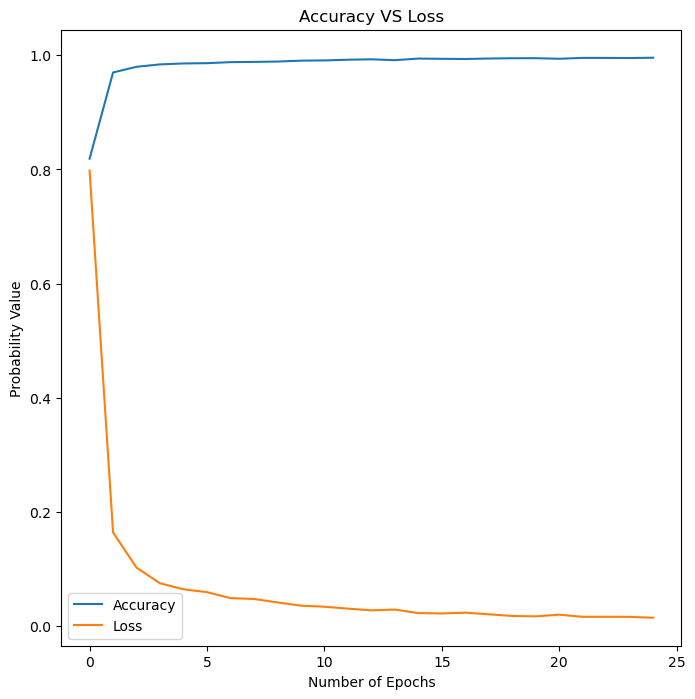 Accuracy VS Loss
Probability Value
1.0
0.8
0.6
0.4
0.2
0.0
Accuracy
Loss
0 5 10 15 20 25
Number of Epochs